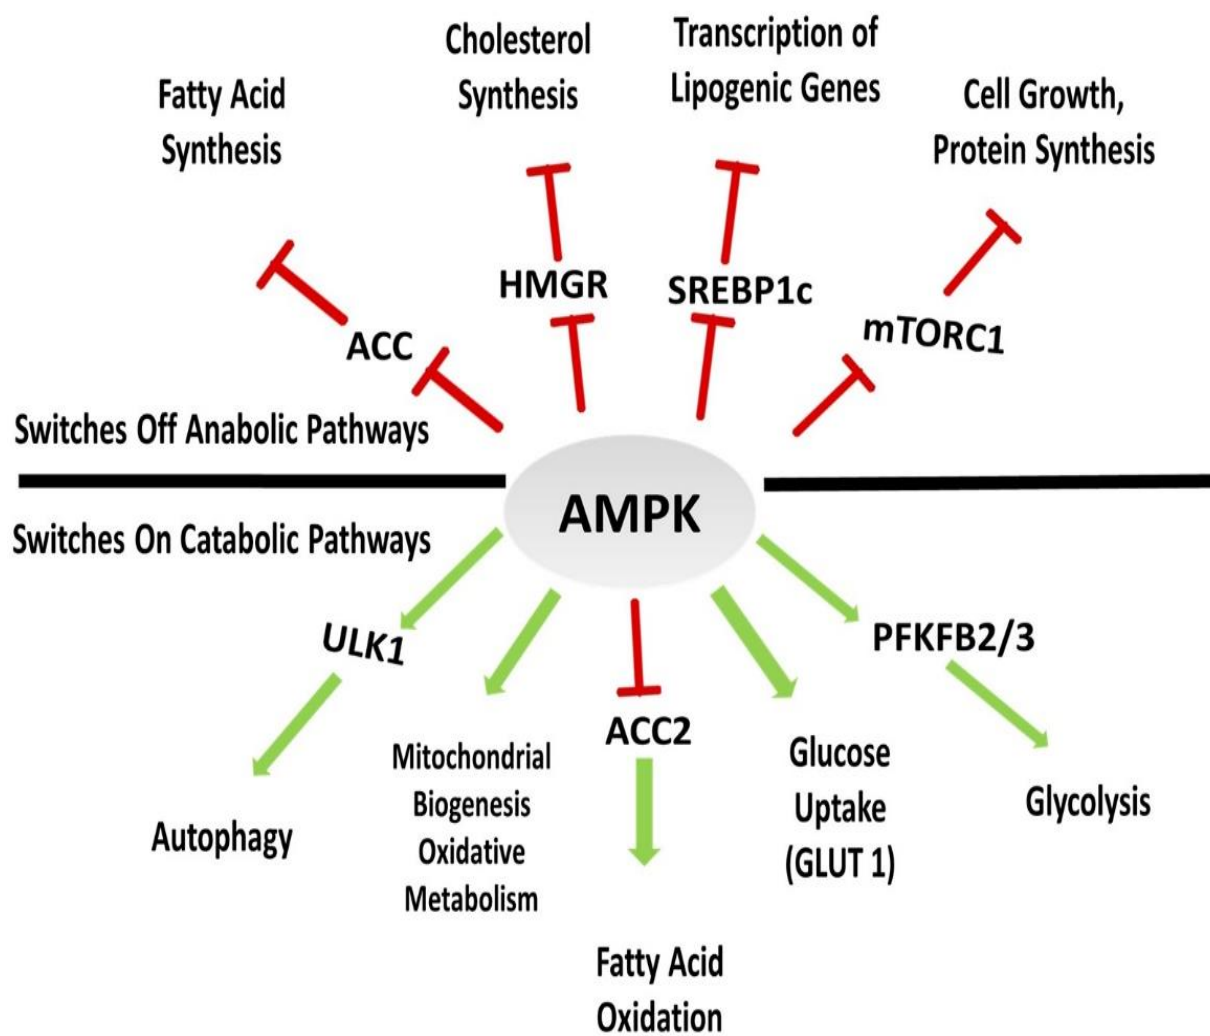 Cholesterol
Synthesis
Transcription of
Lipogenic Genes
Fatty Acid
Synthesis
Cell Growth,
Protein Synthesis
HMGR
SREBP1c
ACC
mTORC1
Switches Off Anabolic Pathways
AMPK
Switches On Catabolic Pathways
ULK1
PFKFB2/3
ACC2
Mitochondrial
Biogenesis
Oxidative
Metabolism
Glucose
Uptake
(GLUT 1)
Glycolysis
Autophagy
Fatty Acid
Oxidation